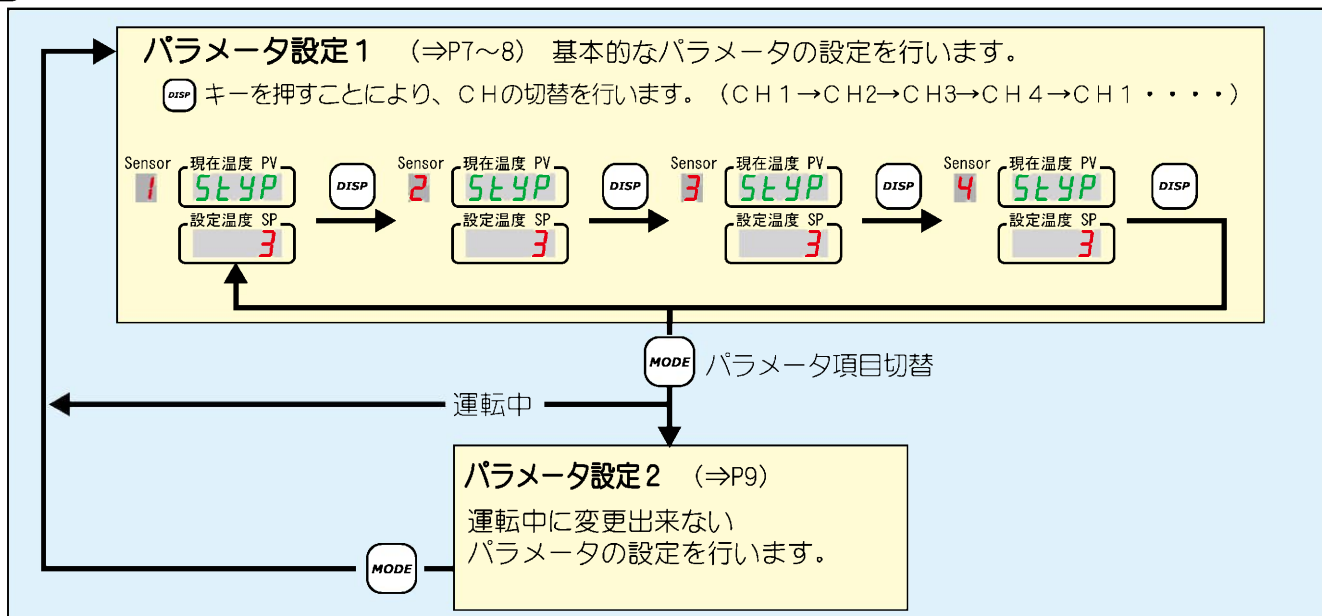 パラメータ設定1 (⇒P7～8) 基本的なパラメータの設定を行います。
DISP キーを押すことにより、CHの切替を行います。(CH1→CH2→CH3→CH4→CH1・・・・)
Sensor 現在温度 PV Sensor 現在温度 PV Sensor 現在温度 PV Sensor 現在温度 PV
1 StYP DISP 2 StYP DISP 3 StYP DISP 4 StYP DISP
設定温度 SP 設定温度 SP 設定温度 SP 設定温度 SP
3 3 3 3
MODE パラメータ項目切替
運転中
パラメータ設定2 (⇒P9)
運転中に変更出来ない
パラメータの設定を行います。
MODE